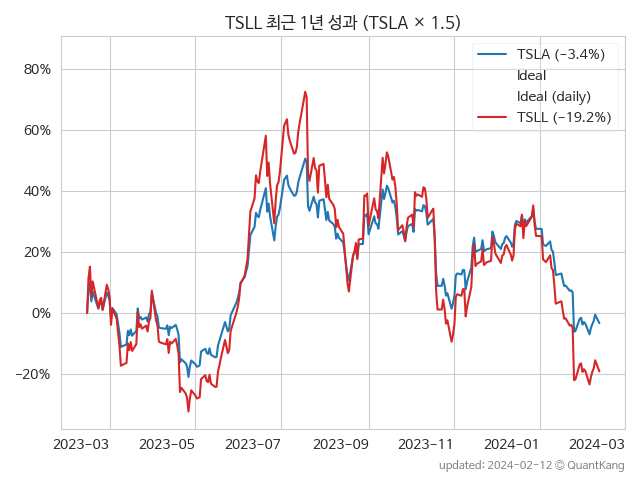 TSLL 최근 1년 성과 (TSLA × 1.5)
TSLA (−3.4%)
Ideal
Ideal (daily)
TSLL (−19.2%)
80%
60%
40%
20%
0%
−20%
2023-03 2023-05 2023-07 2023-09 2023-11 2024-01 2024-03
updated: 2024-02-12 © QuantKang